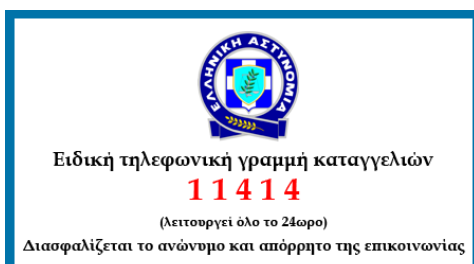 ΕΛΛΗΝΙΚΗ ΑΣΤΥΝΟΜΙΑ
Ειδική τηλεφωνική γραμμή καταγγελιών
11414
(λειτουργεί όλο το 24ωρο)
Διασφαλίζεται το ανώνυμο και απόρρητο της επικοινωνίας